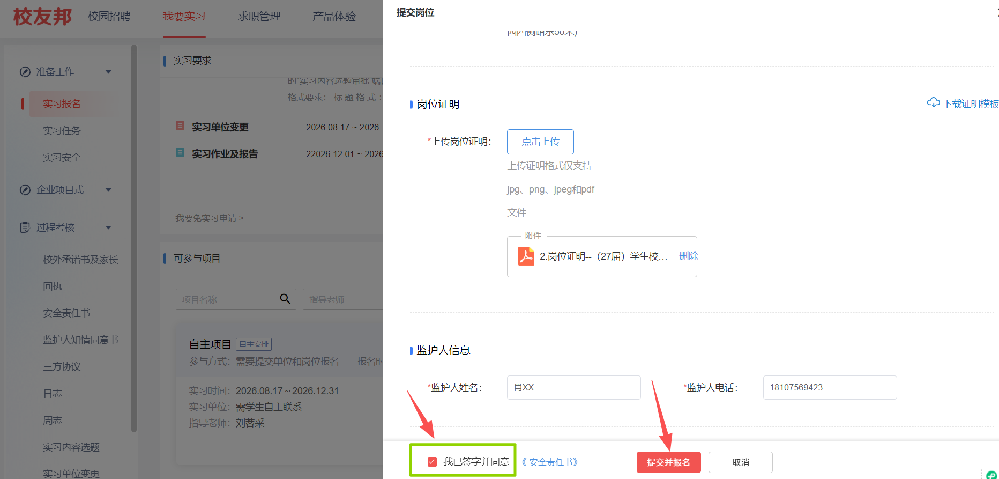 校友邦
校园招聘
我要实习
求职管理
产品体验
准备工作
实习报名
实习任务
实习安全
企业项目式
过程考核
校外承诺书及家长
回执
安全责任书
监护人知情同意书
三方协议
日志
周志
实习内容选题
实习单位变更
实习要求
的“实习内容选题审批”端
格式要求： 标 题 格 式 ：
实习单位变更 2026.08.17 ~ 2026.
实习作业及报告 22026.12.01 ~ 2026
我要免实习申请 >
可参与项目
项目名称
指导老师
自主项目 自主安排
参与方式：需要提交单位和岗位报名 报名时
实习时间：2026.08.17 ~ 2026.12.31
实习单位：需学生自主联系
指导老师：刘蓉采
提交岗位
园西侧路东50米)
岗位证明
下载证明模板
*上传岗位证明：
点击上传
上传证明格式仅支持
jpg、png、jpeg和pdf
文件
附件:
2.岗位证明--（27届）学生校... 删除
监护人信息
*监护人姓名： 肖XX
*监护人电话： 18107569423
我已签字并同意 《 安全责任书》
提交并报名
取消